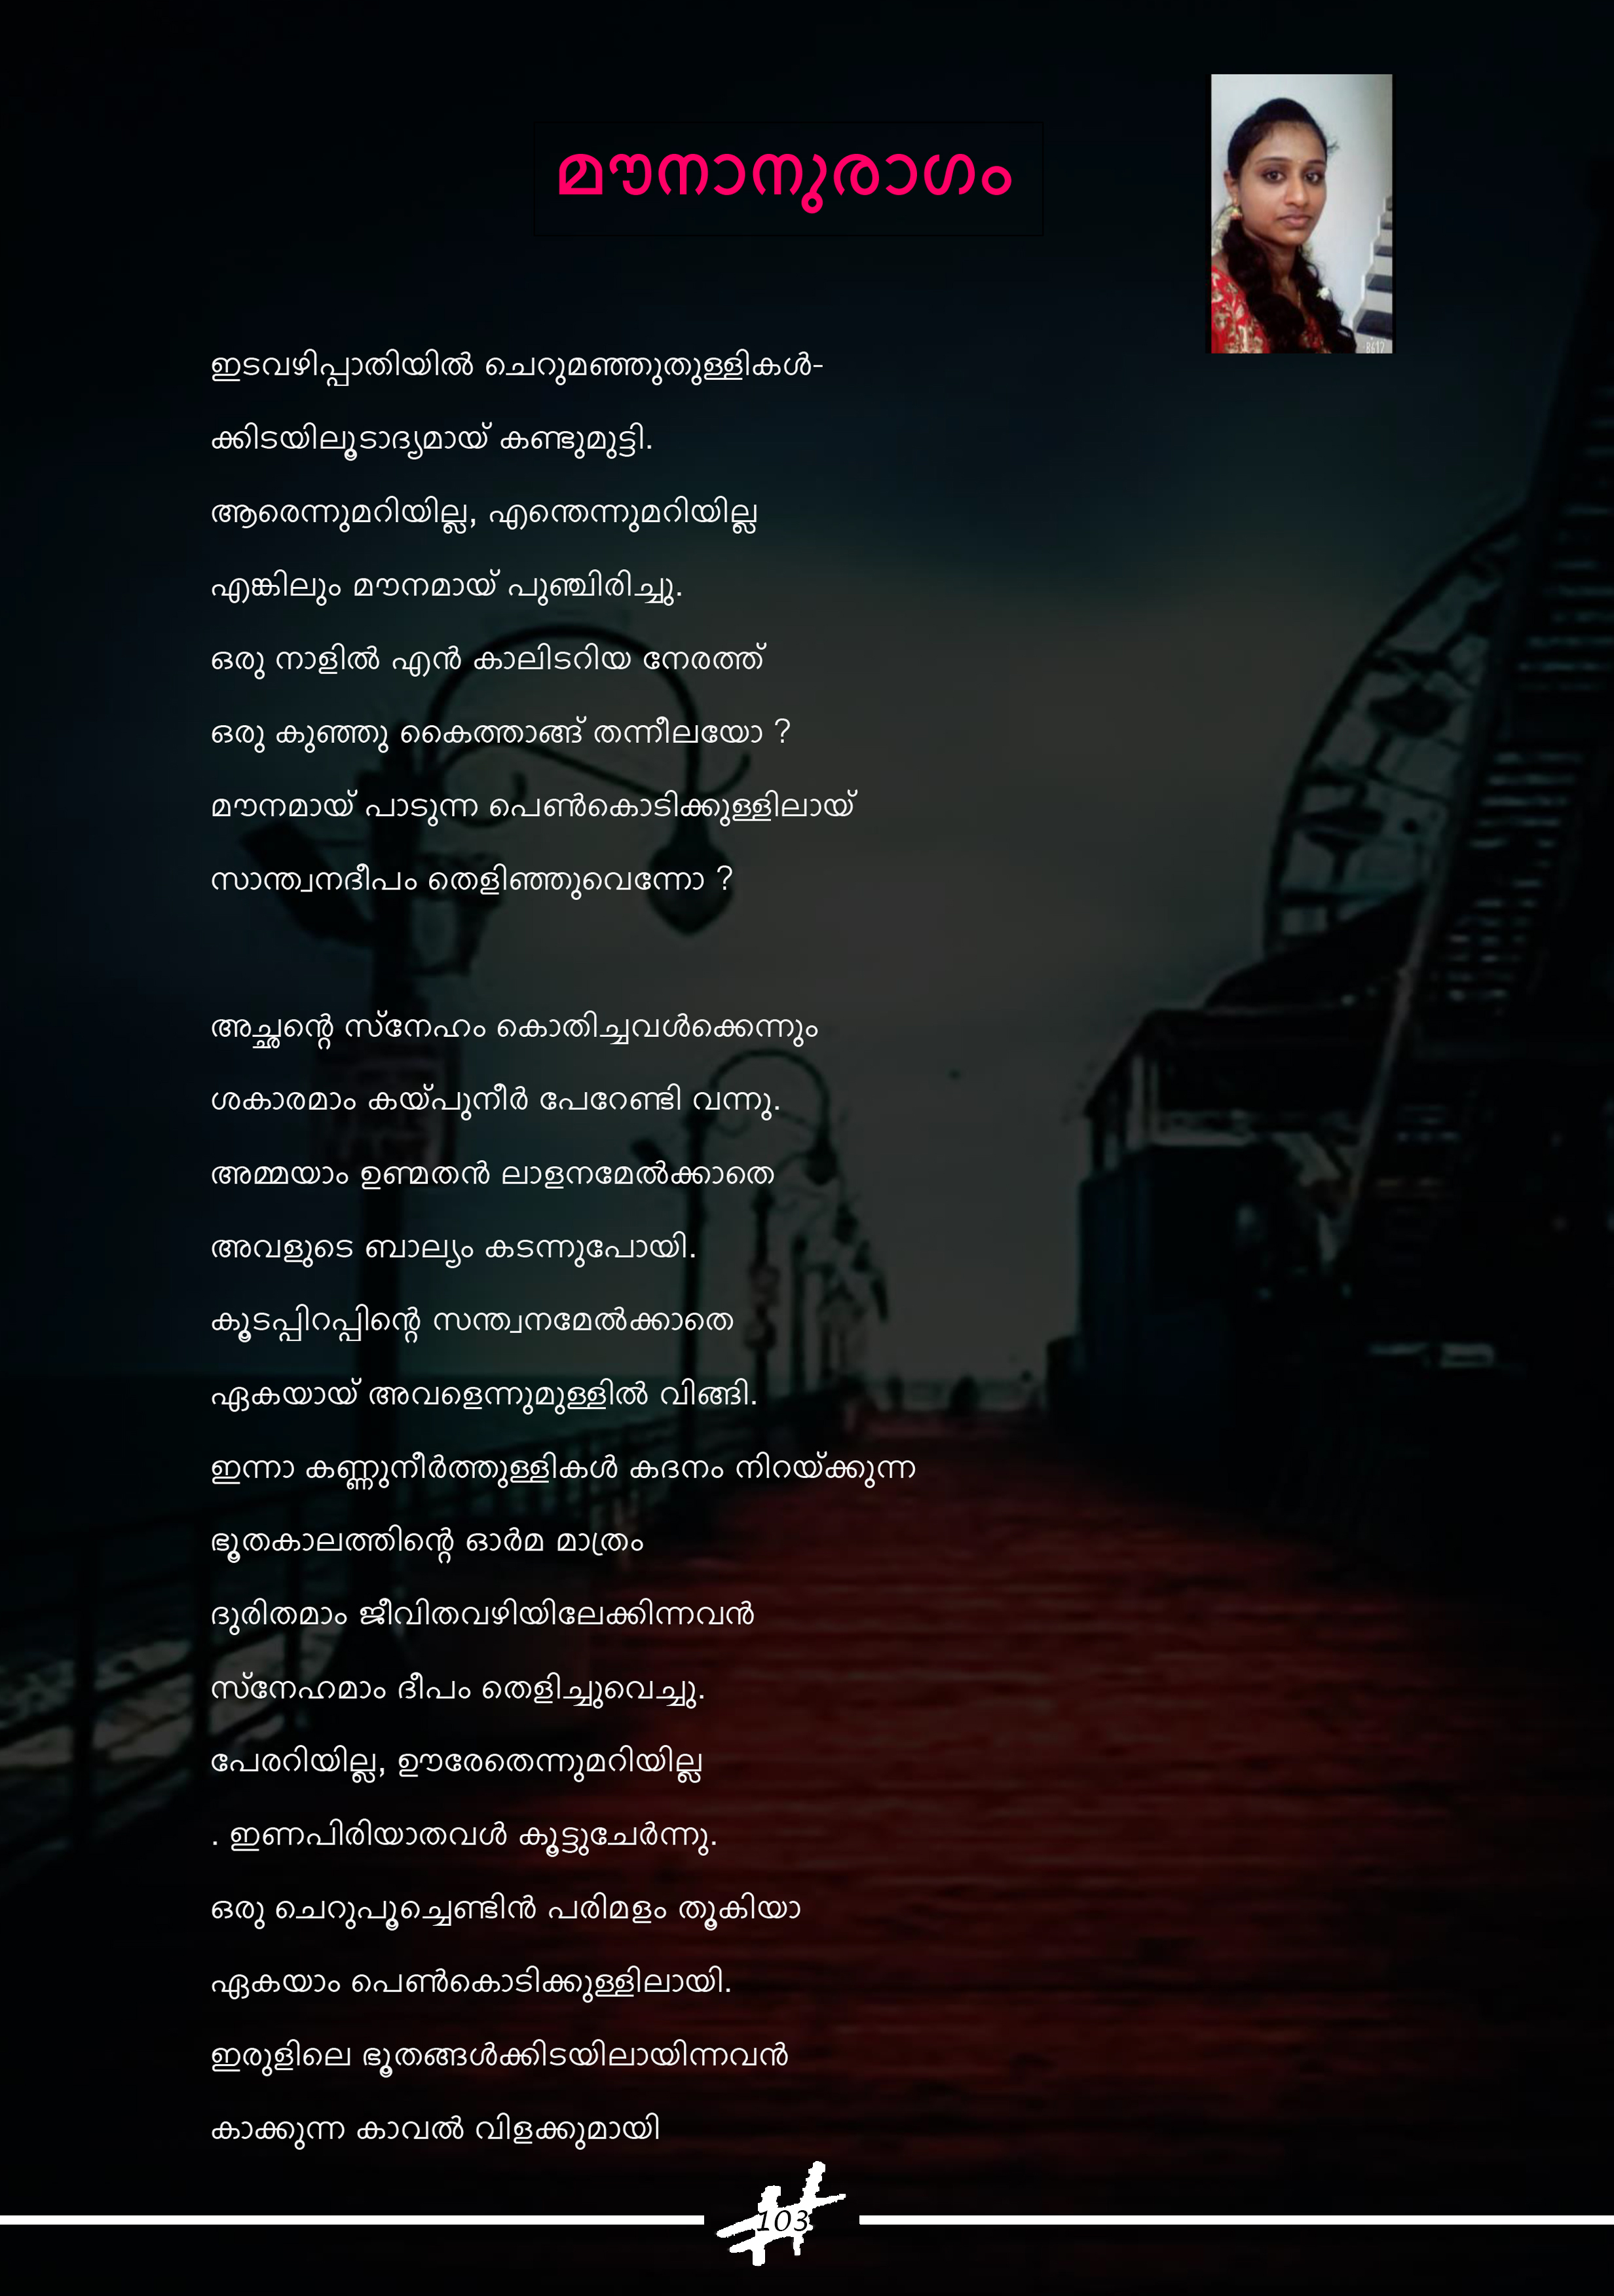 മൗനാനുരാഗം
ഇടവഴിപ്പാതിയിൽ ചെറുമഞ്ഞുതുള്ളികൾ-
ക്കിടയിലൂടാദ്യമായ് കണ്ടുമുട്ടി.
ആരെന്നുമറിയില്ല, എന്തെന്നുമറിയില്ല
എങ്കിലും മൗനമായ് പുഞ്ചിരിച്ചു.
ഒരു നാളിൽ എൻ കാലിടറിയ നേരത്ത്
ഒരു കുഞ്ഞു കൈത്താങ്ങ് തന്നീലയോ ?
മൗനമായ് പാടുന്ന പെൺകൊടിക്കുള്ളിലായ്
സാന്ത്വനദീപം തെളിഞ്ഞുവെന്നോ ?
അച്ഛന്റെ സ്നേഹം കൊതിച്ചവൾക്കെന്നും
ശകാരമാം കയ്പുനീർ പേറേണ്ടി വന്നു.
അമ്മയാം ഉണ്മതൻ ലാളനമേൽക്കാതെ
അവളുടെ ബാല്യം കടന്നുപോയി.
കൂടപ്പിറപ്പിന്റെ സന്ത്വനമേൽക്കാതെ
ഏകയായ് അവളെന്നുമുള്ളിൽ വിങ്ങി.
ഇന്നാ കണ്ണുനീർത്തുള്ളികൾ കദനം നിറയ്ക്കുന്ന
ഭൂതകാലത്തിന്റെ ഓർമ മാത്രം
ദുരിതമാം ജീവിതവഴിയിലേക്കിന്നവൻ
സ്നേഹമാം ദീപം തെളിച്ചുവെച്ചു.
പേരറിയില്ല, ഊരേതെന്നുമറിയില്ല
. ഇണപിരിയാതവൾ കൂട്ടുചേർന്നു.
ഒരു ചെറുപൂച്ചെണ്ടിൻ പരിമളം തൂകിയാ
ഏകയാം പെൺകൊടിക്കുള്ളിലായി.
ഇരുളിലെ ഭൂതങ്ങൾക്കിടയിലായിന്നവൻ
കാക്കുന്ന കാവൽ വിളക്കുമായി
103
B612